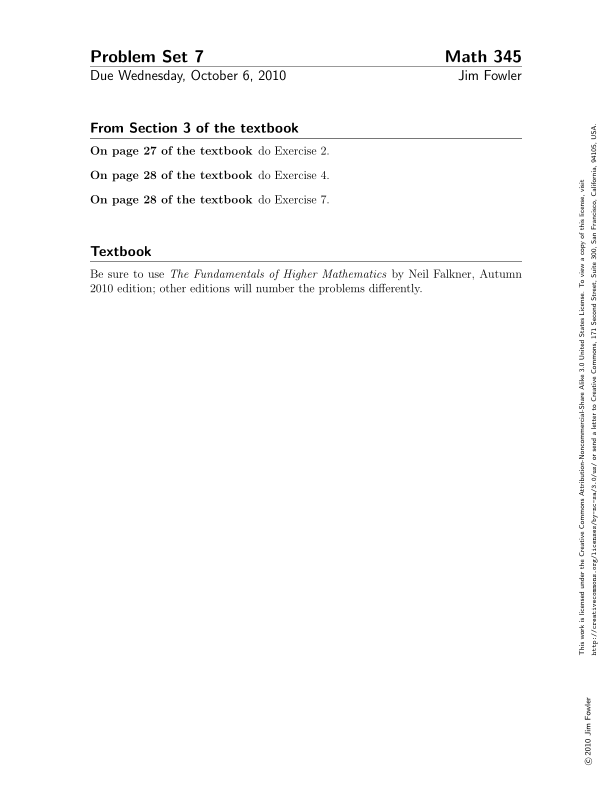 Problem Set 7 Math 345
Due Wednesday, October 6, 2010 Jim Fowler
From Section 3 of the textbook
On page 27 of the textbook do Exercise 2.
On page 28 of the textbook do Exercise 4.
On page 28 of the textbook do Exercise 7.
Textbook
Be sure to use The Fundamentals of Higher Mathematics by Neil Falkner, Autumn
2010 edition; other editions will number the problems differently.
This work is licensed under the Creative Commons Attribution-Noncommercial-Share Alike 3.0 United States License. To view a copy of this license, visit
http://creativecommons.org/licenses/by-nc-sa/3.0/us/ or send a letter to Creative Commons, 171 Second Street, Suite 300, San Francisco, California, 94105, USA.
© 2010 Jim Fowler